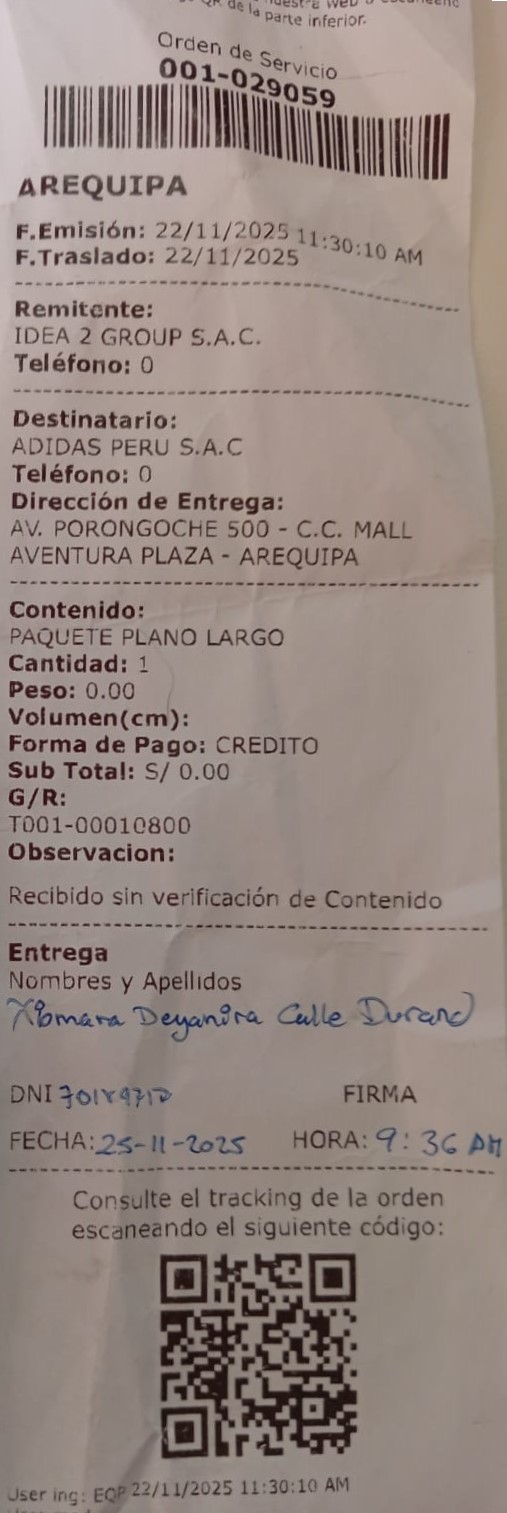 de la parte inferior.
Orden de Servicio
001-029059
AREQUIPA
F.Emisión: 22/11/2025 11:30:10 AM
F.Traslado: 22/11/2025
Remitente:
IDEA 2 GROUP S.A.C.
Teléfono: 0
Destinatario:
ADIDAS PERU S.A.C
Teléfono: 0
Dirección de Entrega:
AV. PORONGOCHE 500 - C.C. MALL
AVENTURA PLAZA - AREQUIPA
Contenido:
PAQUETE PLANO LARGO
Cantidad: 1
Peso: 0.00
Volumen(cm):
Forma de Pago: CREDITO
Sub Total: S/ 0.00
G/R:
T001-00010800
Observacion:
Recibido sin verificación de Contenido
Entrega
Nombres y Apellidos
Xiomara Deyanira Calle Durand
DNI FIRMA
FECHA: 25-11-2025 HORA: 9:36 AM
Consulte el tracking de la orden
escaneando el siguiente código:
User ing: EQP 22/11/2025 11:30:10 AM